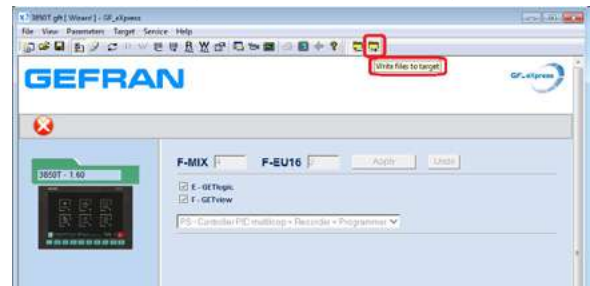 3850T.gft [ Wizard ] - GF_eXpress
File View Parameters Target Service Help
Write files to target
GEFRAN
GF_eXpress
F-MIX F-EU16 Apply Undo
3850T - 1.60
E - GETlogic
F - GETview
PS - Controller PID multiloop + Recorder + Programmer